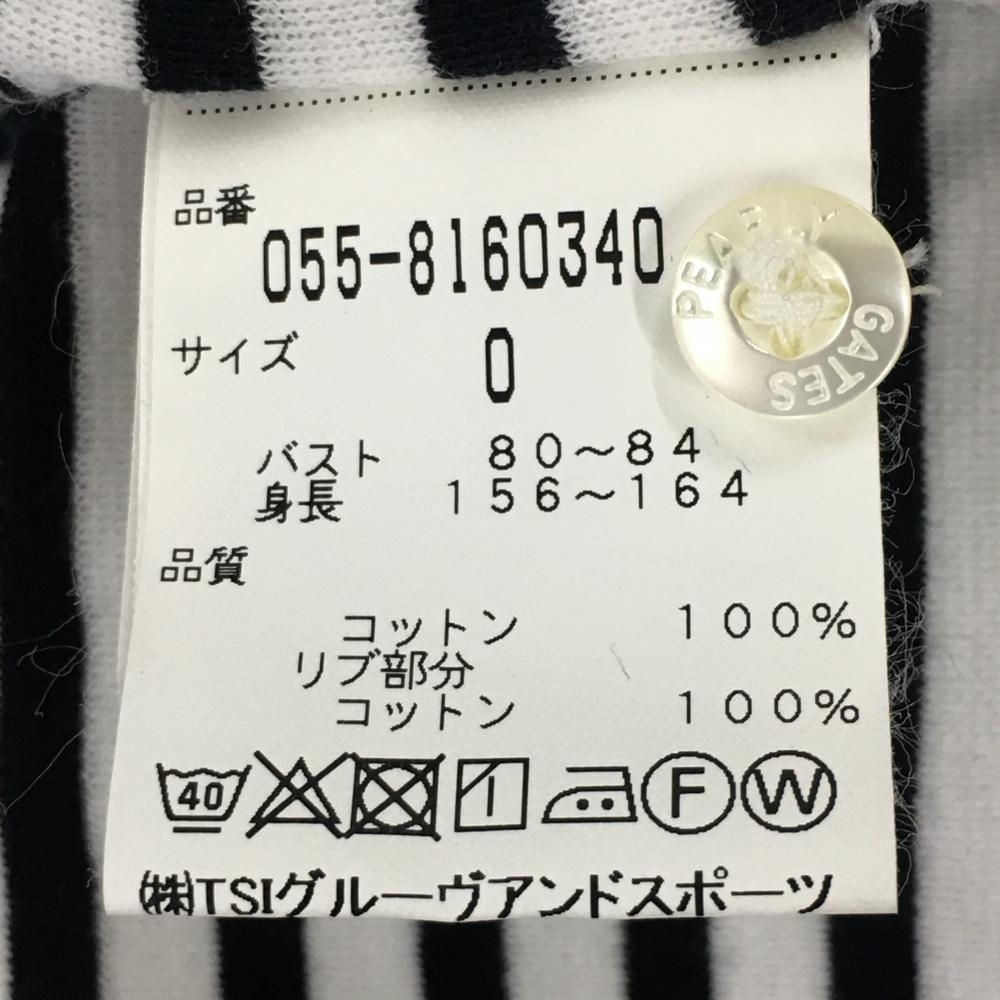 品番
055-8160340
サイズ 0
バスト 80~84
身長 156~164
品質
コットン 100%
リブ部分
コットン 100%
40 F W
㈱TSIグルーヴアンドスポーツ
PEARLY GATES